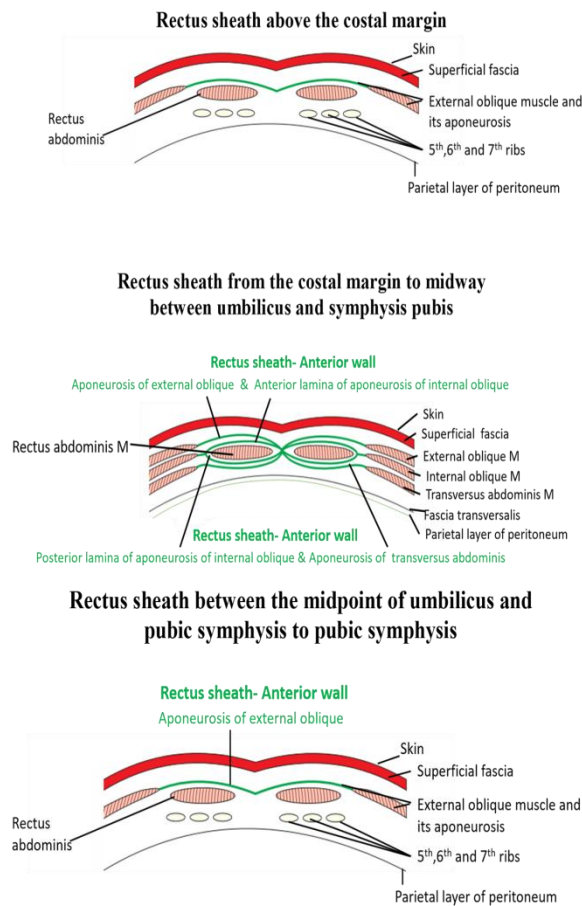 Rectus sheath above the costal margin
Skin
Superficial fascia
External oblique muscle and
its aponeurosis
Rectus
abdominis
5th,6th and 7th ribs
Parietal layer of peritoneum
Rectus sheath from the costal margin to midway
between umbilicus and symphysis pubis
Rectus sheath- Anterior wall
Aponeurosis of external oblique & Anterior lamina of aponeurosis of internal oblique
Skin
Superficial fascia
Rectus abdominis M
External oblique M
Internal oblique M
Transversus abdominis M
Fascia transversalis
Parietal layer of peritoneum
Rectus sheath- Anterior wall
Posterior lamina of aponeurosis of internal oblique & Aponeurosis of transversus abdominis
Rectus sheath between the midpoint of umbilicus and
pubic symphysis to pubic symphysis
Rectus sheath- Anterior wall
Aponeurosis of external oblique
Skin
Superficial fascia
External oblique muscle and
its aponeurosis
Rectus
abdominis
5th,6th and 7th ribs
Parietal layer of peritoneum